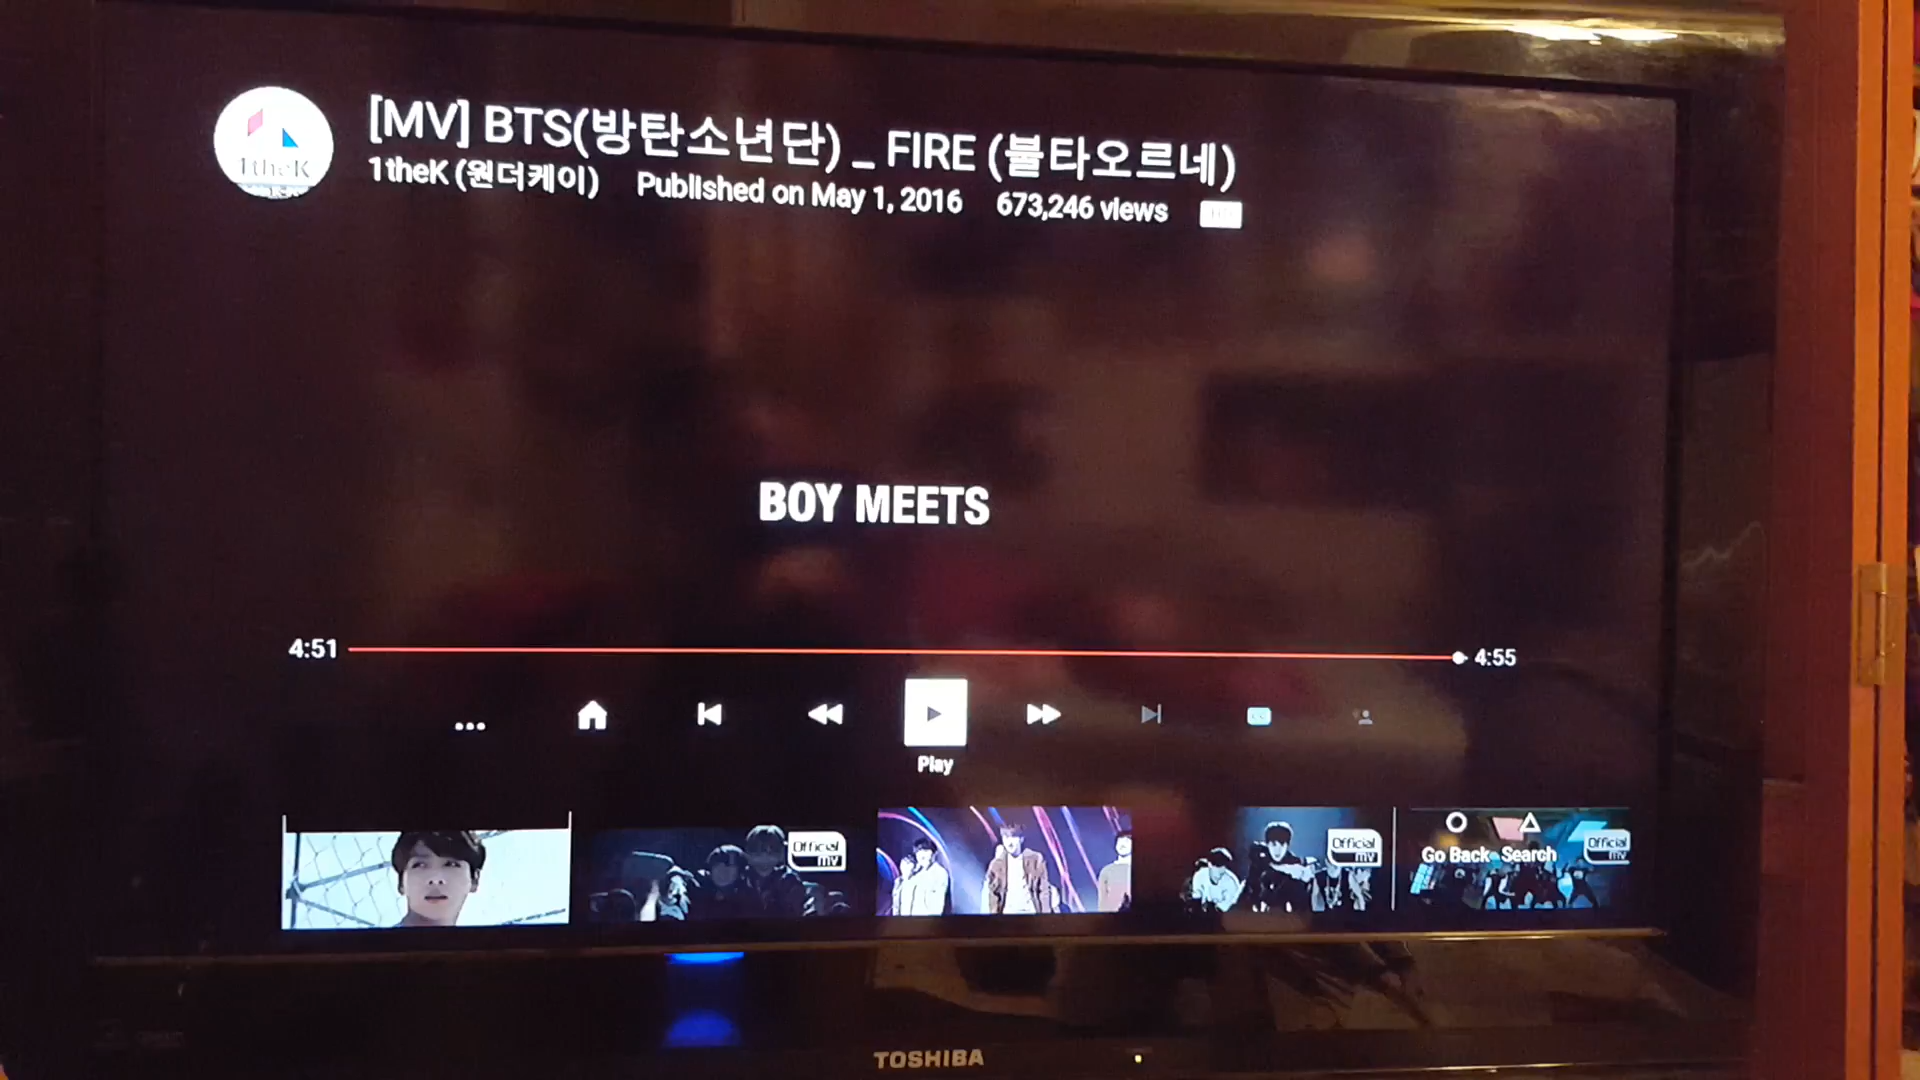 [MV] BTS(방탄소년단) _ FIRE (불타오르네)
1theK (원더케이) Published on May 1, 2016 673,246 views
1theK
BOY MEETS
4:51
4:55
CC
Play
Official MV
Official MV
Go Back Search
Official MV
TOSHIBA